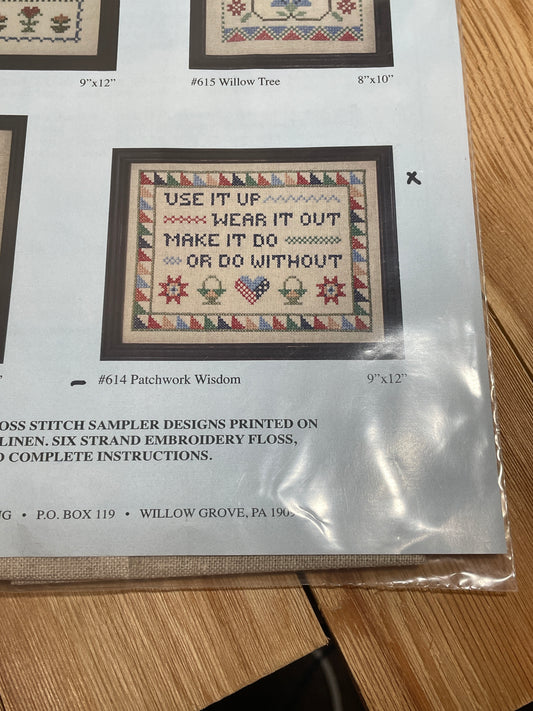 9"x12"
#615 Willow Tree 8"x10"
USE IT UP
WEAR IT OUT
MAKE IT DO
OR DO WITHOUT
x
- #614 Patchwork Wisdom 9"x12"
OSS STITCH SAMPLER DESIGNS PRINTED ON
LINEN. SIX STRAND EMBROIDERY FLOSS,
D COMPLETE INSTRUCTIONS.
NG • P.O. BOX 119 • WILLOW GROVE, PA 1909